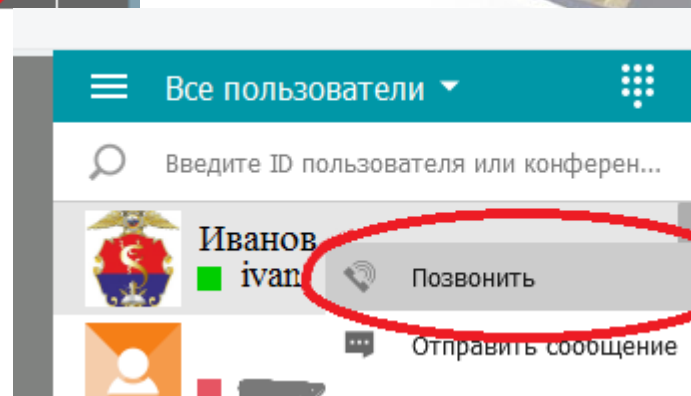 Все пользователи
Введите ID пользователя или конферен...
Иванов
ivan
Позвонить
Отправить сообщение